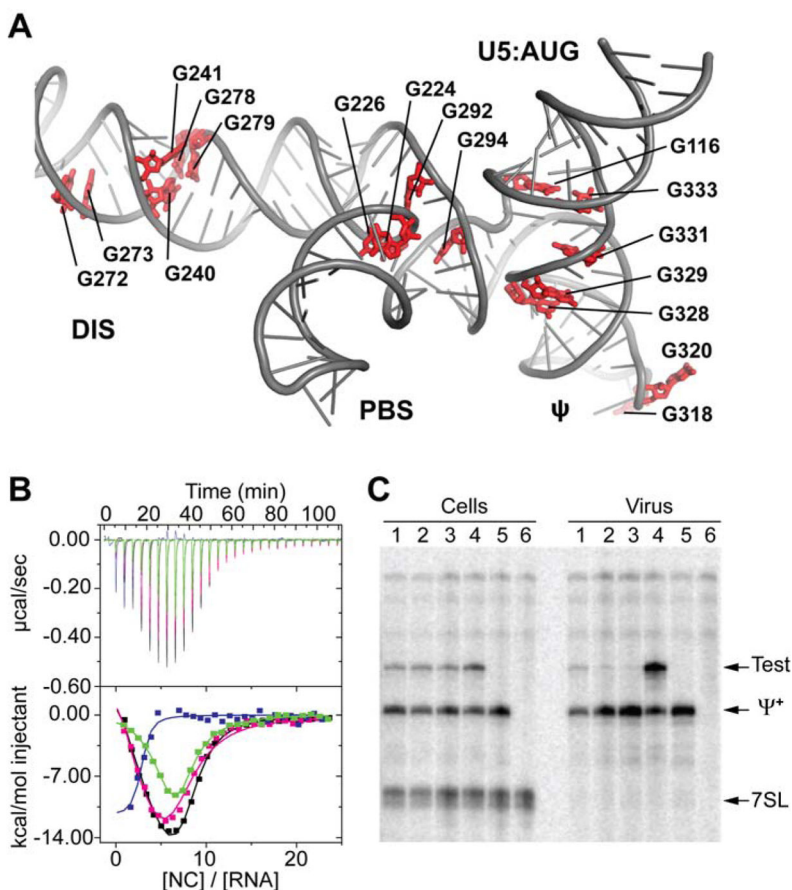 A
U5:AUG
G241
G278
G279
G226
G224
G292
G294
G116
G333
G331
G329
G328
G320
G318
G272
G273
G240
DIS
PBS
Ψ
B
Time (min)
0 20 40 60 80 100
0.00
-0.20
-0.40
-0.60
µcal/sec
0.00
-7.00
-14.00
kcal/mol injectant
0 10 20
[NC] / [RNA]
C
Cells Virus
1 2 3 4 5 6 1 2 3 4 5 6
Test
Ψ+
7SL